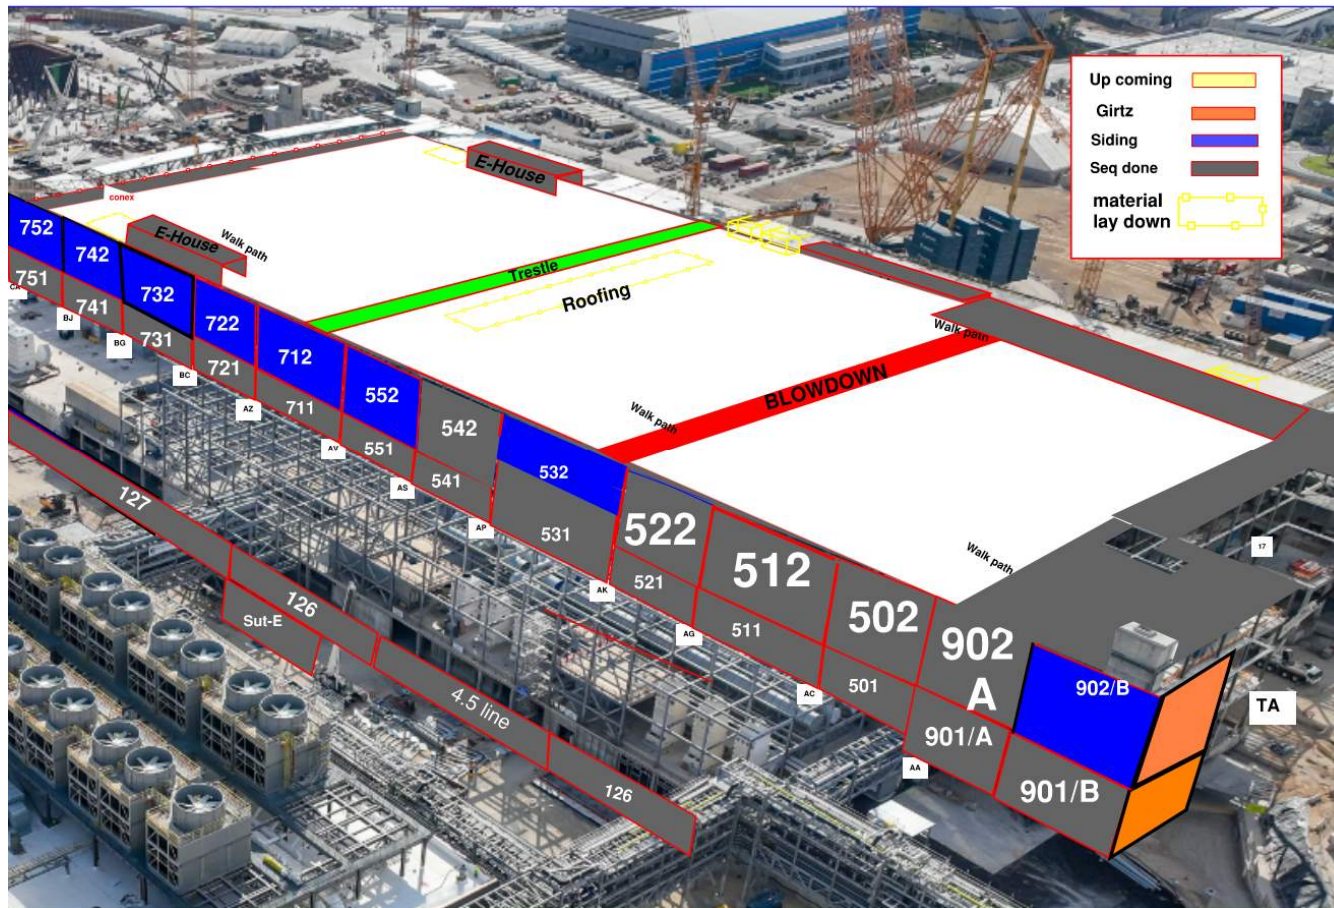 Up coming
Girtz
Siding
Seq done
material
lay down
E-House
conex
E-House
Walk path
Trestle
Roofing
Walk path
BLOWDOWN
Walk path
Walk path
752
742
732
722
712
552
542
532
522
512
502
902
A
902/B
751
741
731
721
711
551
541
531
521
511
501
901/A
901/B
CA
BJ
BG
BC
AZ
AV
AS
AP
AK
AG
AC
AA
17
TA
127
126
Sut-E
4.5 line
126